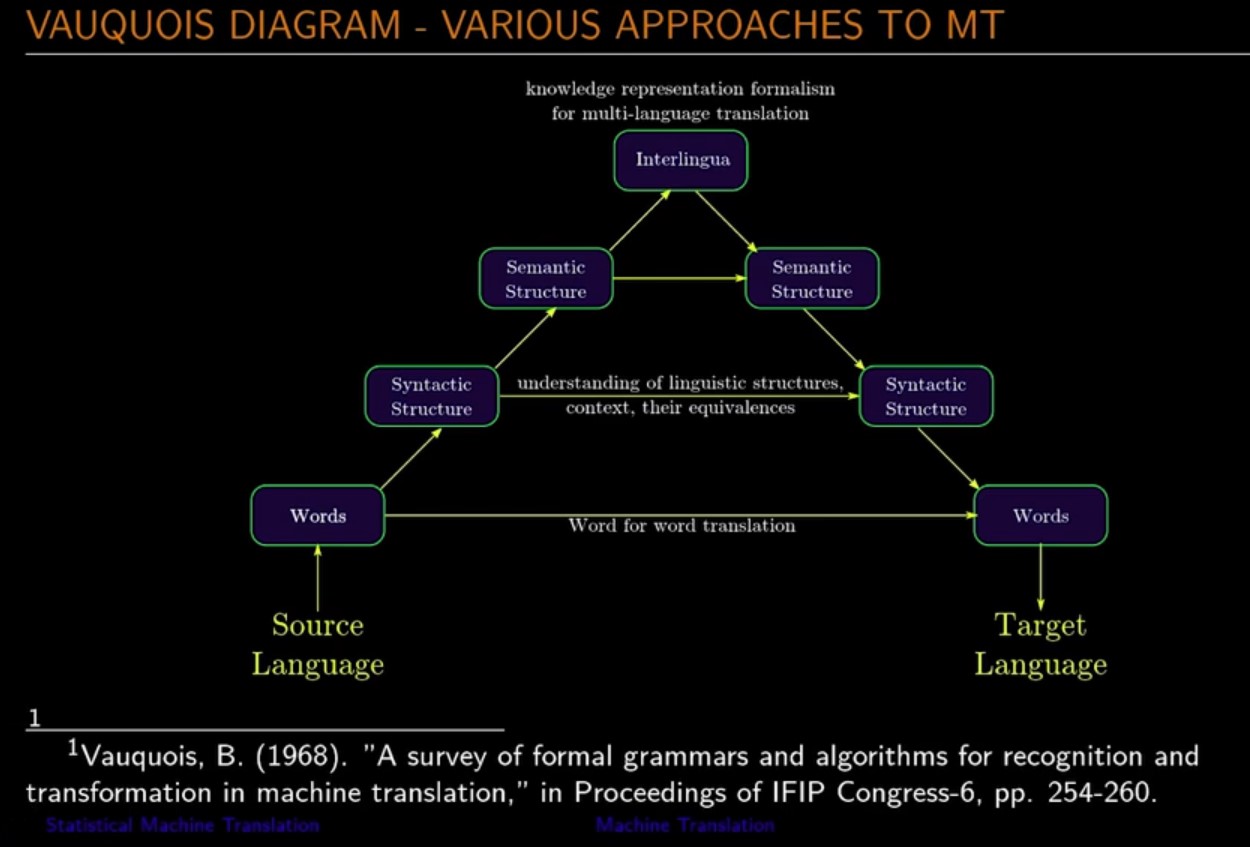 VAUQUOIS DIAGRAM - VARIOUS APPROACHES TO MT
knowledge representation formalism
for multi-language translation
Interlingua
Semantic
Structure
Semantic
Structure
Syntactic
Structure
understanding of linguistic structures,
context, their equivalences
Syntactic
Structure
Words
Word for word translation
Words
Source
Language
Target
Language
1
¹Vauquois, B. (1968). "A survey of formal grammars and algorithms for recognition and
transformation in machine translation," in Proceedings of IFIP Congress-6, pp. 254-260.
Statistical Machine Translation
Machine Translation